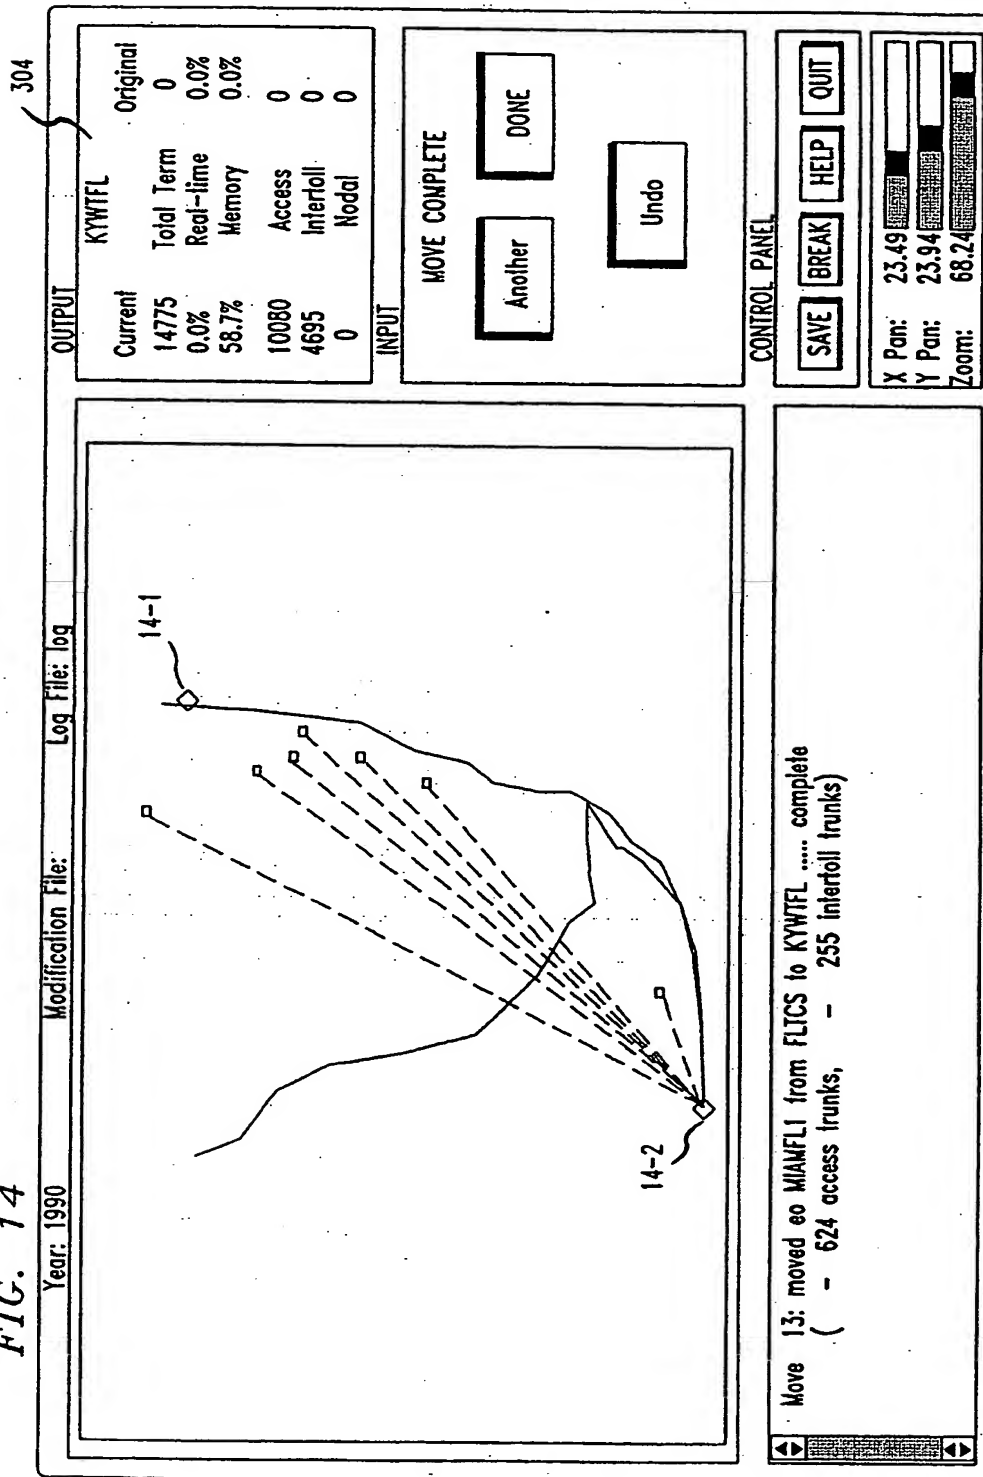 FIG. 14
304
Year: 1990 Modification File: Log File: log
14-1
14-2
OUTPUT
KYWTFL
Current Original
14775 Total Term 0
0.0% Real-time 0.0%
58.7% Memory 0.0%
10080 Access 0
4695 Intertoll 0
0 Nodal 0
INPUT
MOVE COMPLETE
Another DONE
Undo
CONTROL PANEL
SAVE BREAK HELP QUIT
X Pan: 23.49
Y Pan: 23.94
Zoom: 68.24
Move 13: moved eo MIAMFL1 from FLTCS to KYWTFL ..... complete
( - 624 access trunks, - 255 intertoll trunks)